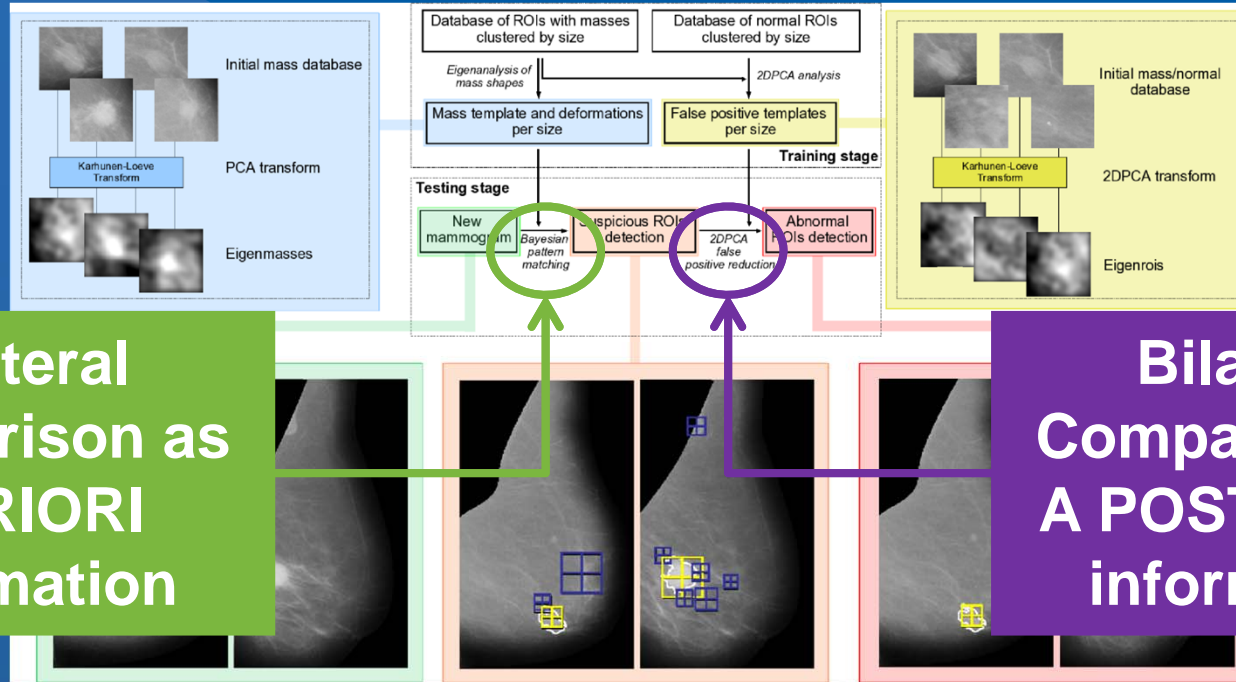 Initial mass database
Karhunen-Loeve
Transform
PCA transform
Eigenmasses
Database of ROIs with masses
clustered by size
Database of normal ROIs
clustered by size
Eigenanalysis of
mass shapes
2DPCA analysis
Mass template and deformations
per size
False positive templates
per size
Training stage
Testing stage
New
mammogram
Bayesian
pattern
matching
uspicious ROIs
detection
2DPCA
false
positive reduction
Abnormal
ROIs detection
Initial mass/normal
database
Karhunen-Loeve
Transform
2DPCA transform
Eigenrois
teral
rison as
RIORI
mation
Bila
Compa
A POST
infor